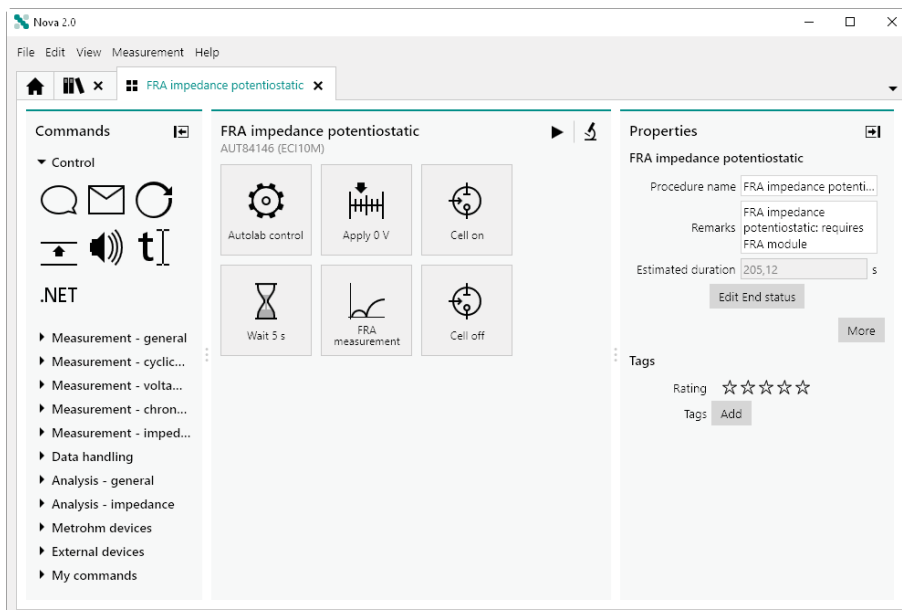 Nova 2.0
File Edit View Measurement Help
FRA impedance potentiostatic
Commands
Control
t
.NET
Measurement - general
Measurement - cyclic...
Measurement - volta...
Measurement - chron...
Measurement - imped...
Data handling
Analysis - general
Analysis - impedance
Metrohm devices
External devices
My commands
FRA impedance potentiostatic
AUT84146 (ECI10M)
Autolab control
Apply 0 V
Cell on
Wait 5 s
FRA
measurement
Cell off
Properties
FRA impedance potentiostatic
Procedure name FRA impedance potenti...
Remarks
FRA impedance
potentiostatic: requires
FRA module
Estimated duration 205,12 s
Edit End status
More
Tags
Rating
Tags Add